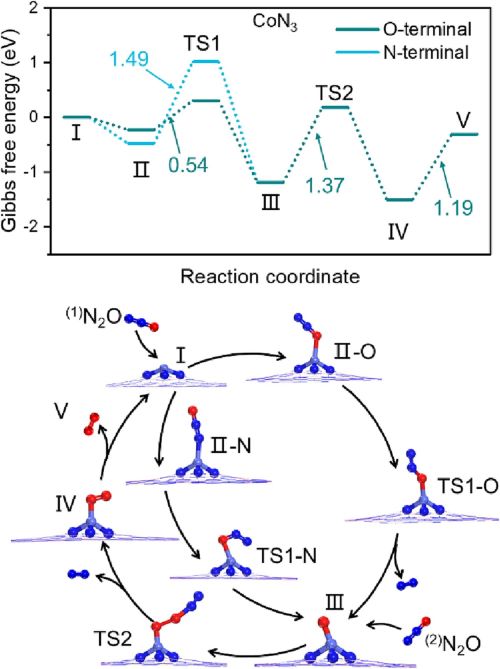 CoN₃
O-terminal
N-terminal
Gibbs free energy (eV)
2
1
0
-1
-2
I
II
TS1
III
TS2
IV
V
1.49
0.54
1.37
1.19
Reaction coordinate
⁽¹⁾N₂O
I
II-O
V
II-N
IV
TS1-O
TS1-N
III
TS2
⁽²⁾N₂O